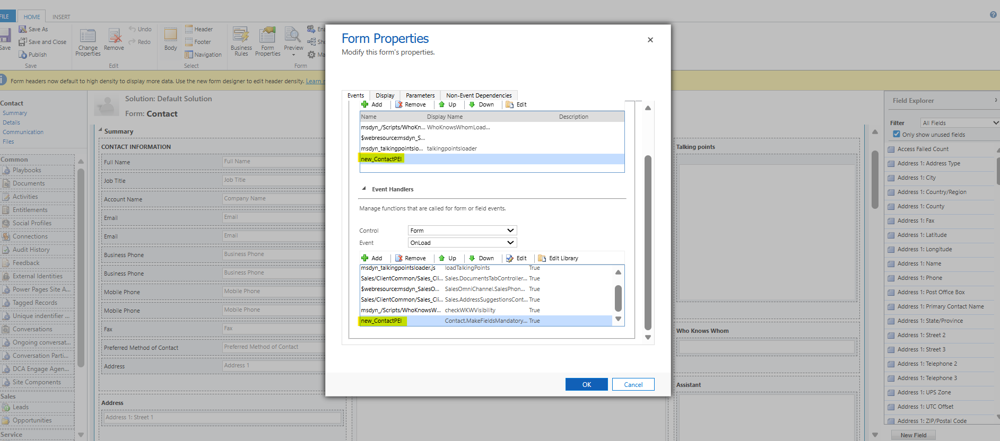 FILE
HOME
INSERT
Save
Save As
Save and Close
Publish
Save
Change Properties
Remove
Undo
Redo
Edit
Body
Header
Footer
Navigation
Select
Business Rules
Form Properties
Preview
Ena
Sho
Ma
Form
Form headers now default to high density to display more data. Use the new form designer to edit header density. Learn
Contact
Summary
Details
Communication
Files
Common
Playbooks
Documents
Activities
Entitlements
Social Profiles
Connections
Audit History
Feedback
External Identities
Power Pages Site A...
Tagged Records
Unique indentifier ...
Conversations
Ongoing conversat...
Conversation Parti...
DCA Engage Agen...
Site Components
Sales
Leads
Opportunities
Service
Solution: Default Solution
Form: Contact
Summary
CONTACT INFORMATION
Full Name Full Name
Job Title Job Title
Account Name Company Name
Email Email
Email Email
Business Phone Business Phone
Business Phone Business Phone
Mobile Phone Mobile Phone
Mobile Phone Mobile Phone
Fax Fax
Preferred Method of Contact Preferred Method of Contact
Address Address 1
Address
Address 1: Street 1
Form Properties
Modify this form's properties.
Events Display Parameters Non-Event Dependencies
Add Remove Up Down Edit
Name Display Name Description
msdyn_/Scripts/WhoKn... WhoKnowsWhomLoad...
$webresource:msdyn_S...
msdyn_talkingpointslo... talkingpointsloader
new_ContactPEI
Event Handlers
Manage functions that are called for form or field events.
Control Form
Event OnLoad
Add Remove Up Down Edit Edit Library
msdyn_talkingpointsloader.js loadTalkingPoints True
Sales/ClientCommon/Sales_Cli... Sales.DocumentsTabController... True
$webresource:msdyn_SalesO... SalesOmniChannel.SalesPhon... True
Sales/ClientCommon/Sales_Cli... Sales.AddressSuggestionsCont... True
msdyn_/Scripts/WhoKnowsW... checkWKWVisibility True
new_ContactPEI Contact.MakeFieldsMandatory... True
OK Cancel
Talking points
Who Knows Whom
Assistant
Field Explorer
Filter All Fields
Only show unused fields
Access Failed Count
Address 1: Address Type
Address 1: City
Address 1: Country/Region
Address 1: County
Address 1: Fax
Address 1: Latitude
Address 1: Longitude
Address 1: Name
Address 1: Phone
Address 1: Post Office Box
Address 1: Primary Contact Name
Address 1: State/Province
Address 1: Street 2
Address 1: Street 3
Address 1: Telephone 2
Address 1: Telephone 3
Address 1: UPS Zone
Address 1: UTC Offset
Address 1: ZIP/Postal Code
New Field